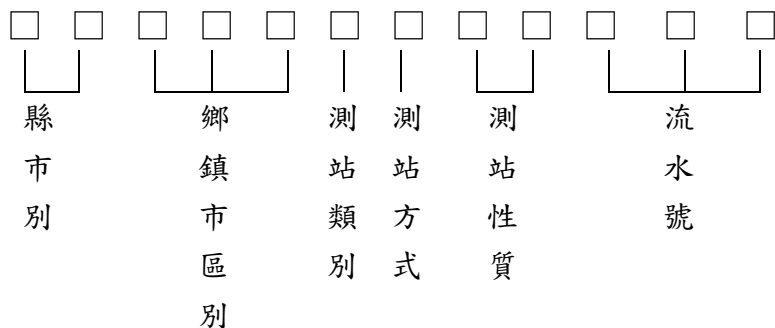 □ □ □ □ □ □ □ □ □ □ □ □
縣市別
鄉鎮市區別
測站類別
測站方式
測站性質
流水號